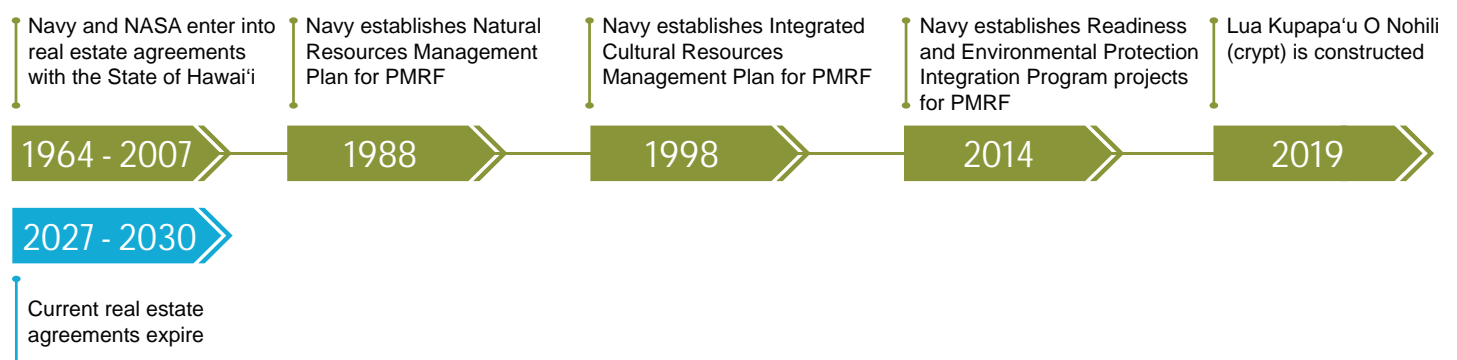 Navy and NASA enter into
real estate agreements
with the State of Hawai‘i
1964 - 2007
Navy establishes Natural
Resources Management
Plan for PMRF
1988
Navy establishes Integrated
Cultural Resources
Management Plan for PMRF
1998
Navy establishes Readiness
and Environmental Protection
Integration Program projects
for PMRF
2014
Lua Kupapa‘u O Nohili
(crypt) is constructed
2019
2027 - 2030
Current real estate
agreements expire